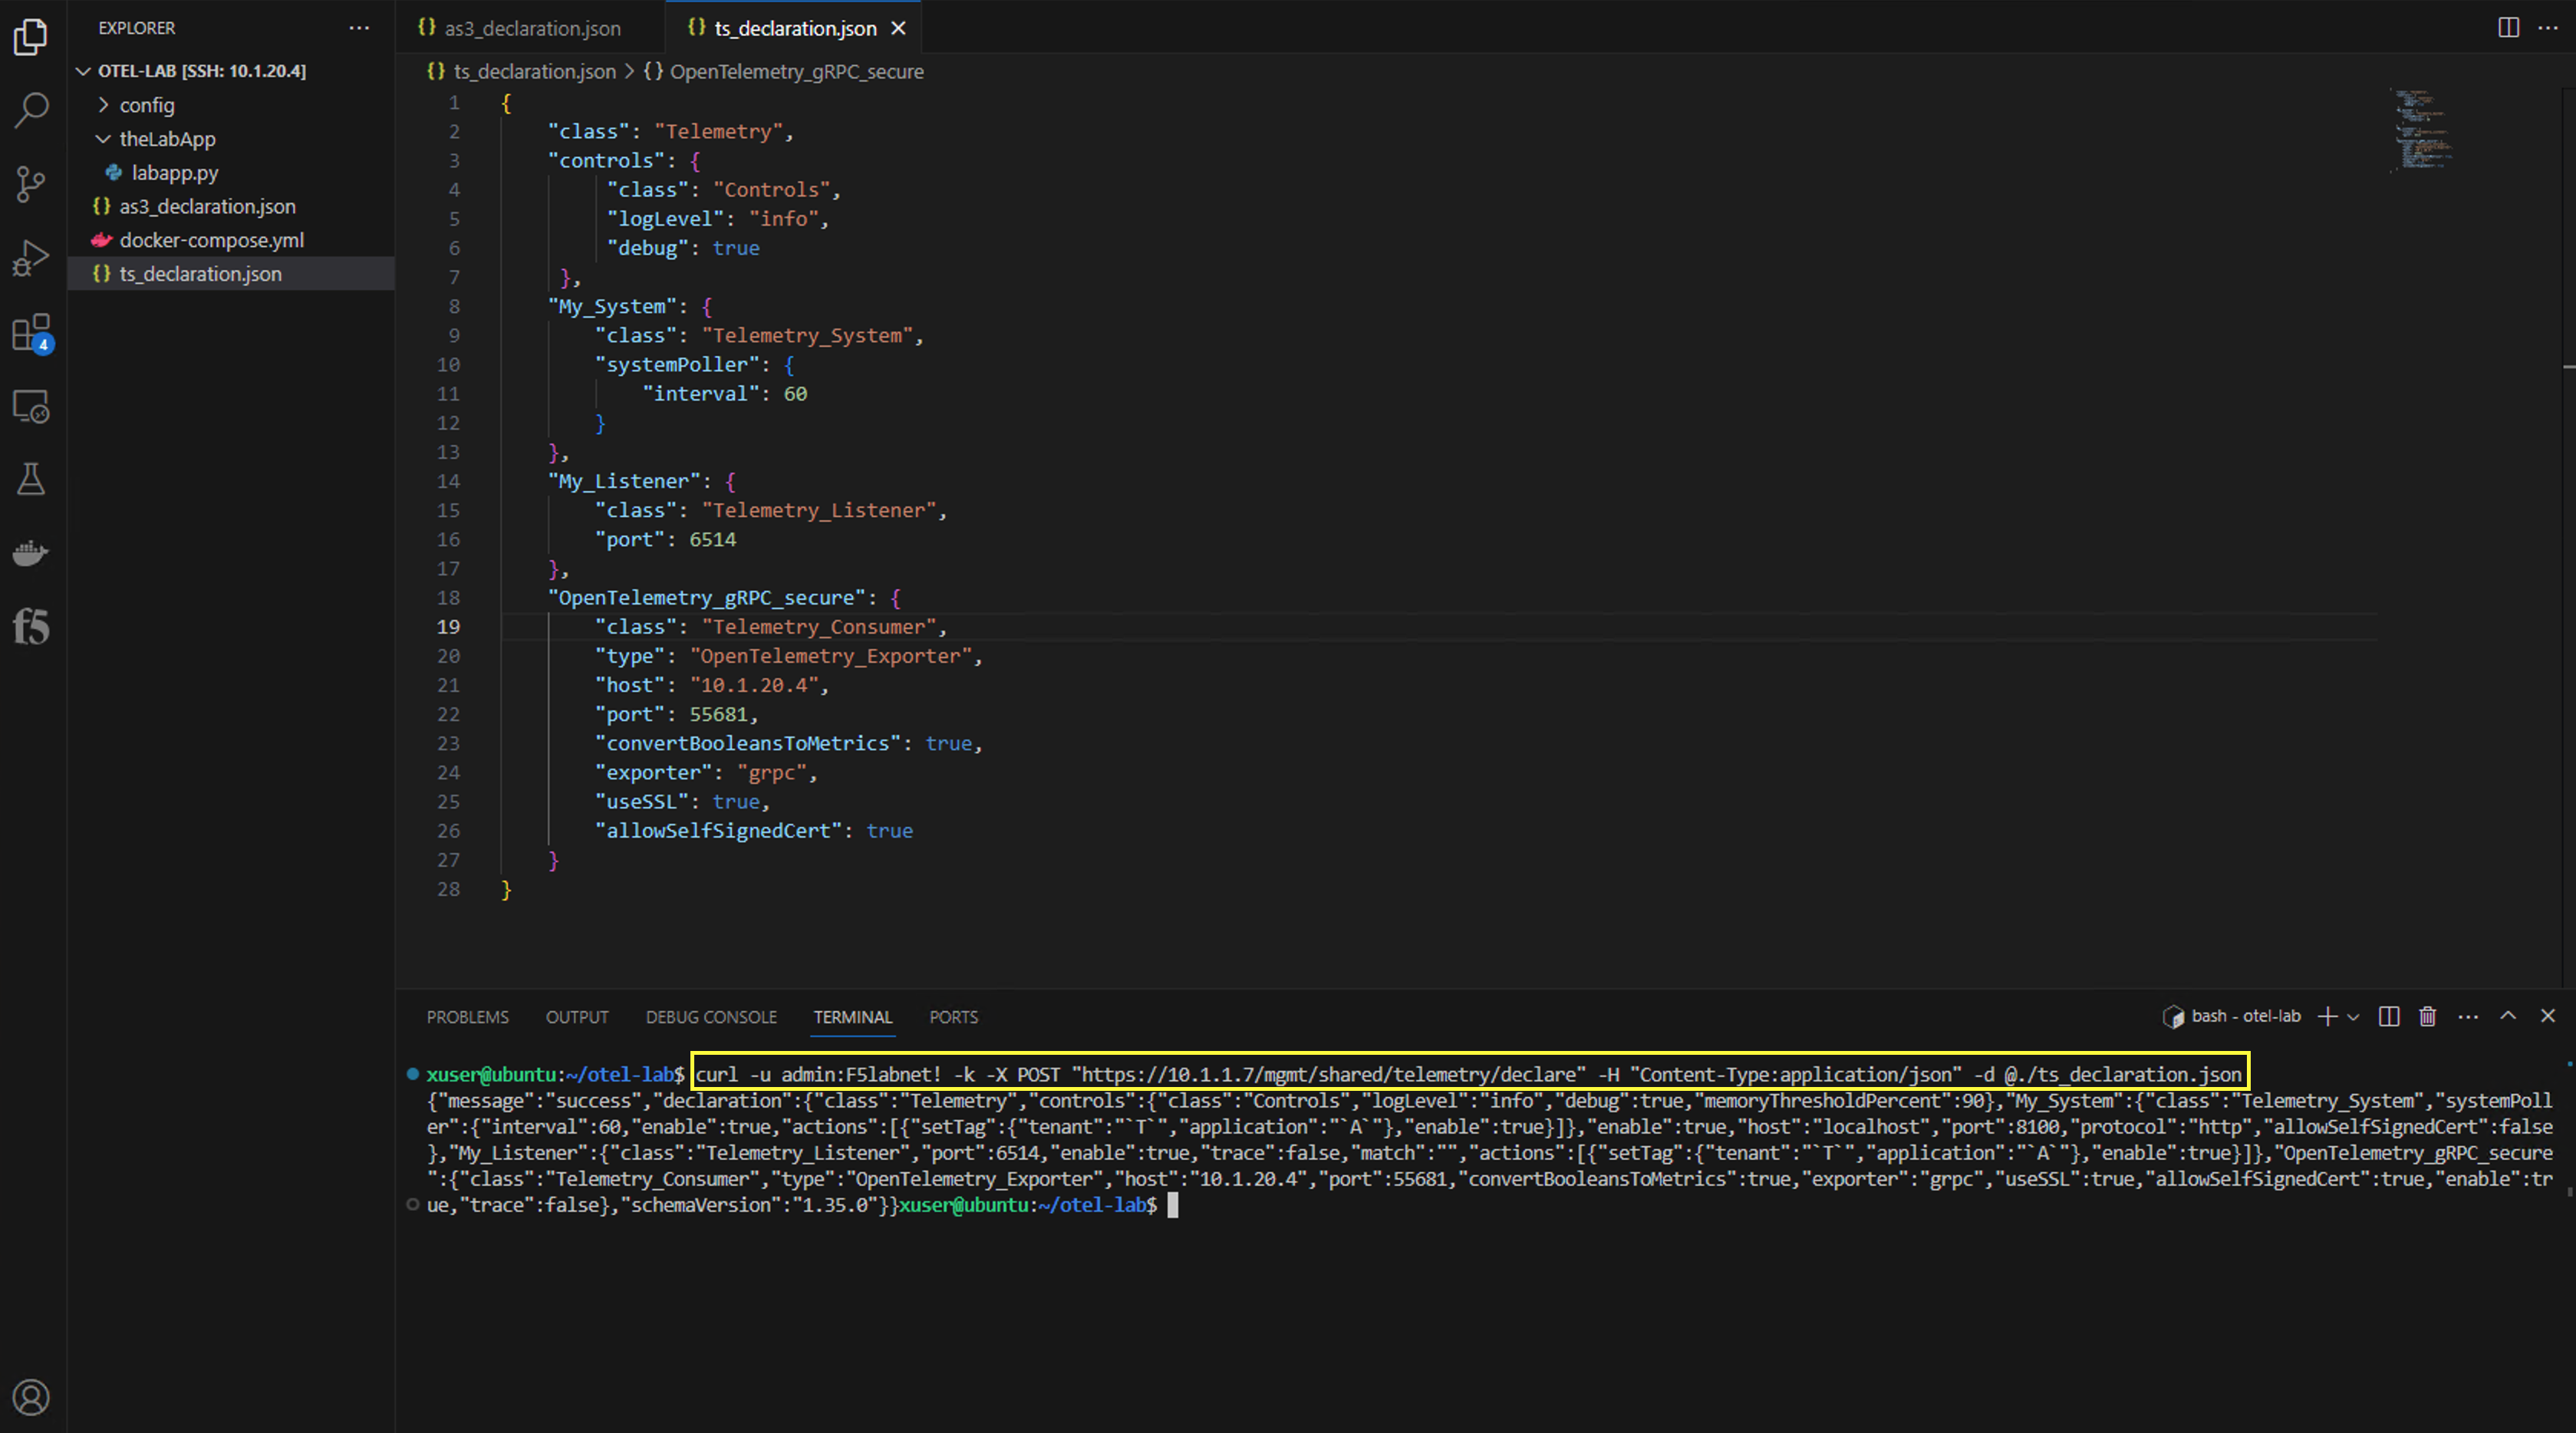 EXPLORER
OTEL-LAB [SSH: 10.1.20.4]
config
theLabApp
labapp.py
as3_declaration.json
docker-compose.yml
ts_declaration.json
4
f5
{} as3_declaration.json
{} ts_declaration.json
{} ts_declaration.json > {} OpenTelemetry_gRPC_secure
1 {
2 "class": "Telemetry",
3 "controls": {
4 "class": "Controls",
5 "logLevel": "info",
6 "debug": true
7 },
8 "My_System": {
9 "class": "Telemetry_System",
10 "systemPoller": {
11 "interval": 60
12 }
13 },
14 "My_Listener": {
15 "class": "Telemetry_Listener",
16 "port": 6514
17 },
18 "OpenTelemetry_gRPC_secure": {
19 "class": "Telemetry_Consumer",
20 "type": "OpenTelemetry_Exporter",
21 "host": "10.1.20.4",
22 "port": 55681,
23 "convertBooleansToMetrics": true,
24 "exporter": "grpc",
25 "useSSL": true,
26 "allowSelfSignedCert": true
27 }
28 }
PROBLEMS OUTPUT DEBUG CONSOLE TERMINAL PORTS
bash - otel-lab
xuser@ubuntu:~/otel-lab$ curl -u admin:F5labnet! -k -X POST "https://10.1.1.7/mgmt/shared/telemetry/declare" -H "Content-Type:application/json" -d @./ts_declaration.json
{"message":"success","declaration":{"class":"Telemetry","controls":{"class":"Controls","logLevel":"info","debug":true,"memoryThresholdPercent":90},"My_System":{"class":"Telemetry_System","systemPoll
er":{"interval":60,"enable":true,"actions":[{"setTag":{"tenant":"`T`","application":"`A`"},"enable":true}]},"enable":true,"host":"localhost","port":8100,"protocol":"http","allowSelfSignedCert":false
},"My_Listener":{"class":"Telemetry_Listener","port":6514,"enable":true,"trace":false,"match":"","actions":[{"setTag":{"tenant":"`T`","application":"`A`"},"enable":true}]},"OpenTelemetry_gRPC_secure
":{"class":"Telemetry_Consumer","type":"OpenTelemetry_Exporter","host":"10.1.20.4","port":55681,"convertBooleansToMetrics":true,"exporter":"grpc","useSSL":true,"allowSelfSignedCert":true,"enable":tr
ue,"trace":false},"schemaVersion":"1.35.0"}}xuser@ubuntu:~/otel-lab$